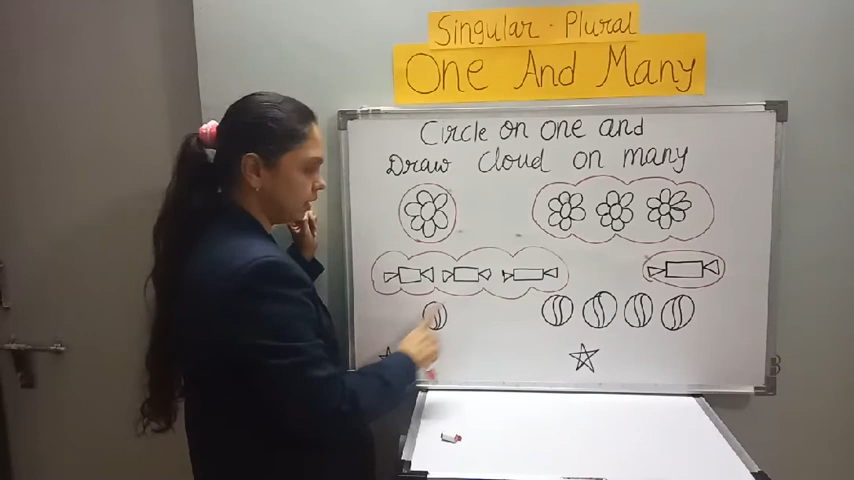 Singular - Plural
One And Many
Circle on one and
Draw cloud on many